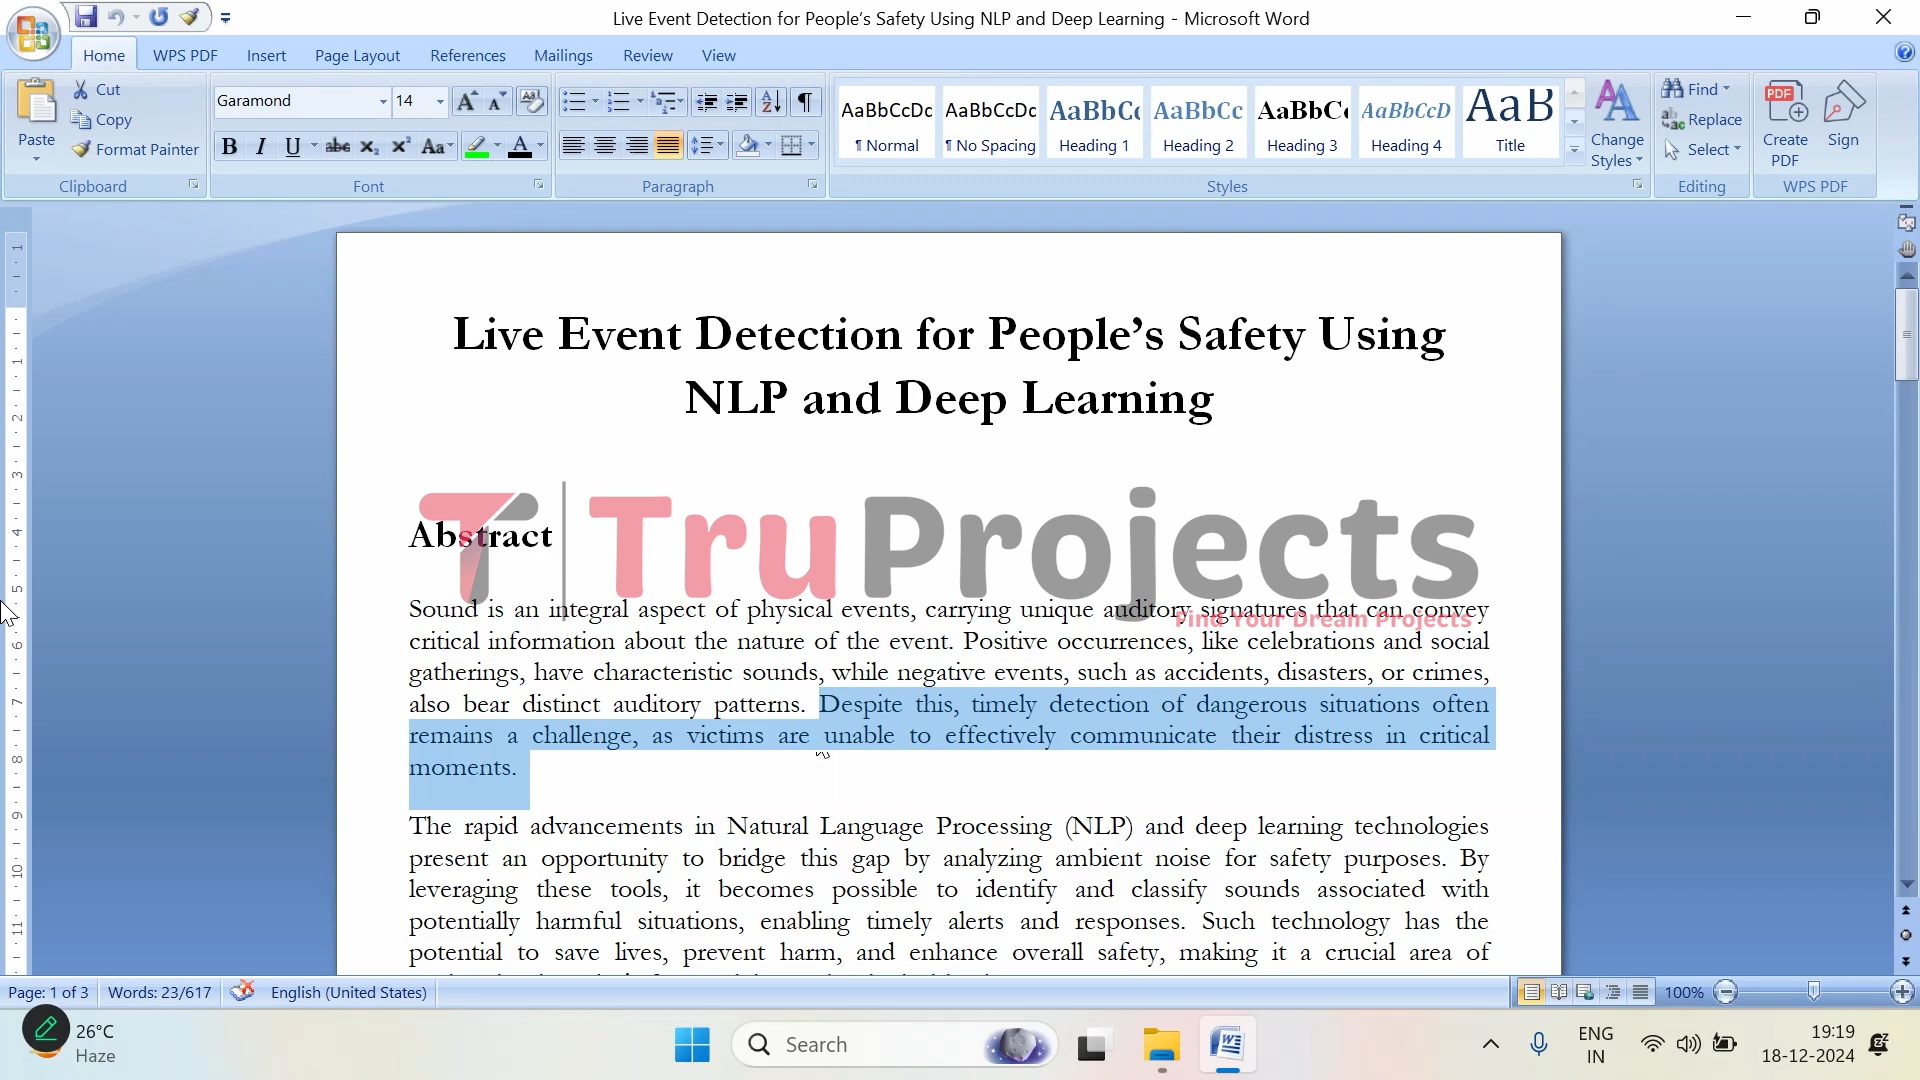 Live Event Detection for People's Safety Using NLP and Deep Learning - Microsoft Word
Home WPS PDF Insert Page Layout References Mailings Review View
Paste
Cut
Copy
Format Painter
Clipboard
Garamond 14
Font
Paragraph
AaBbCcDc AaBbCcDc AaBbC AaBbCc AaBbC AaBbCcD AaB
¶ Normal ¶ No Spacing Heading 1 Heading 2 Heading 3 Heading 4 Title
Change
Styles
Styles
Find
Replace
Select
Editing
Create
PDF
Sign
WPS PDF
Live Event Detection for People's Safety Using
NLP and Deep Learning
Abstract
TruProjects
Find Your Dream Projects
Sound is an integral aspect of physical events, carrying unique auditory signatures that can convey
critical information about the nature of the event. Positive occurrences, like celebrations and social
gatherings, have characteristic sounds, while negative events, such as accidents, disasters, or crimes,
also bear distinct auditory patterns. Despite this, timely detection of dangerous situations often
remains a challenge, as victims are unable to effectively communicate their distress in critical
moments.
The rapid advancements in Natural Language Processing (NLP) and deep learning technologies
present an opportunity to bridge this gap by analyzing ambient noise for safety purposes. By
leveraging these tools, it becomes possible to identify and classify sounds associated with
potentially harmful situations, enabling timely alerts and responses. Such technology has the
potential to save lives, prevent harm, and enhance overall safety, making it a crucial area of
Page: 1 of 3 Words: 23/617 English (United States) 100%
26°C
Haze
Search
ENG
IN
19:19
18-12-2024